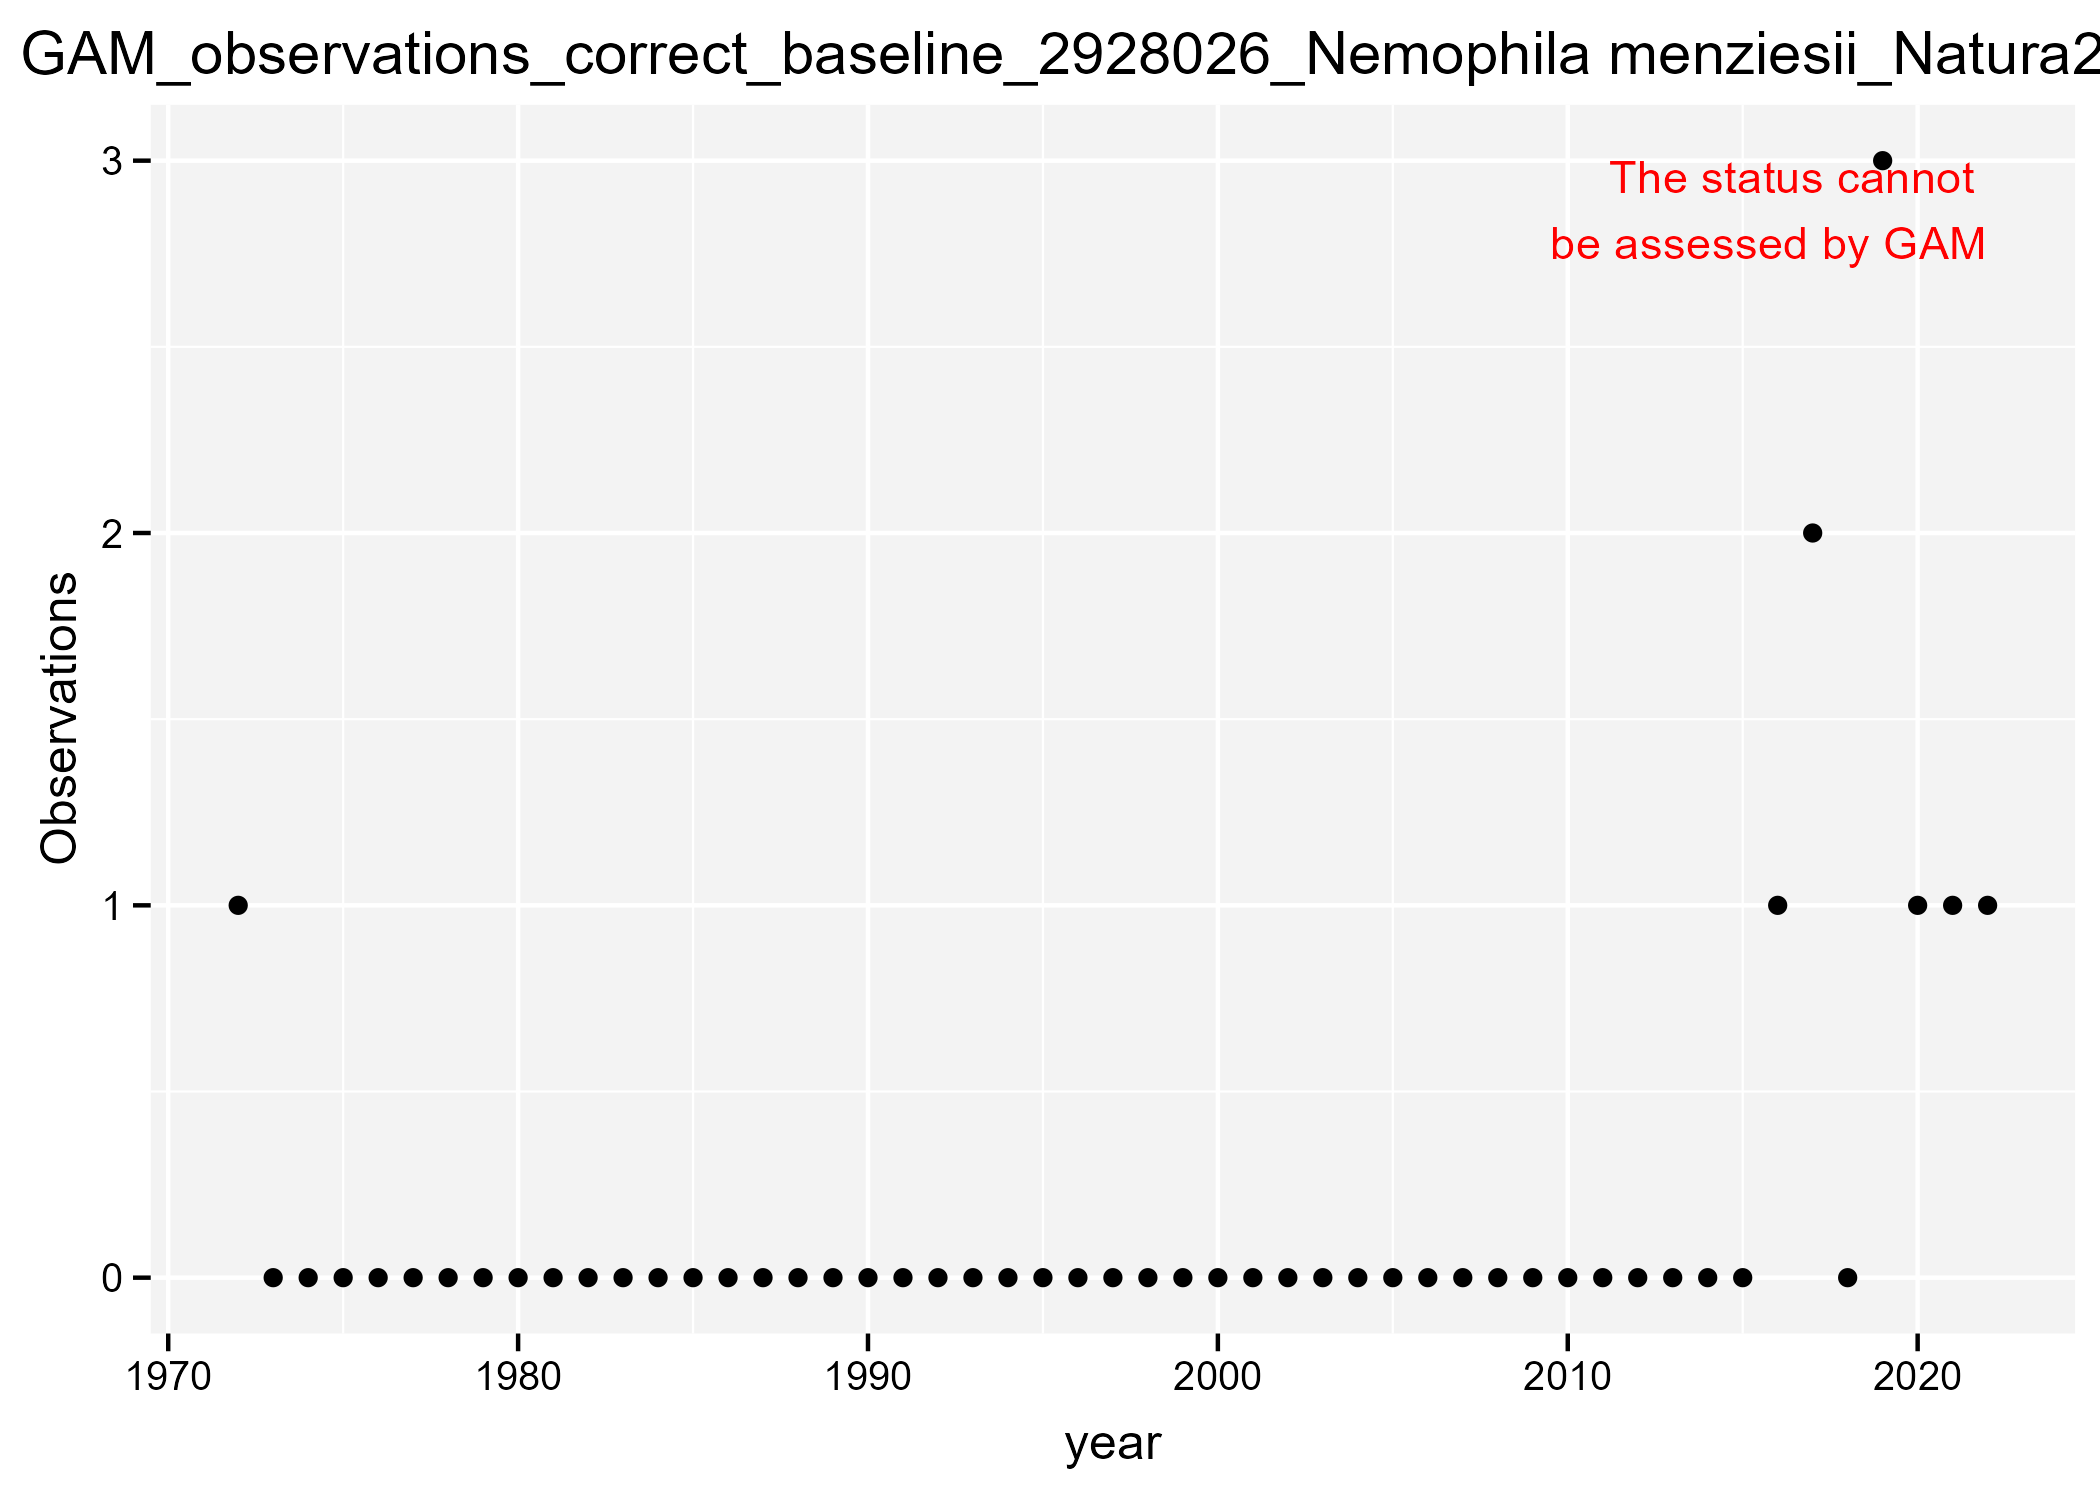 GAM_observations_correct_baseline_2928026_Nemophila menziesii_Natura2
3
The status cannot
be assessed by GAM
2
Observations
1
0
1970 1980 1990 2000 2010 2020
year